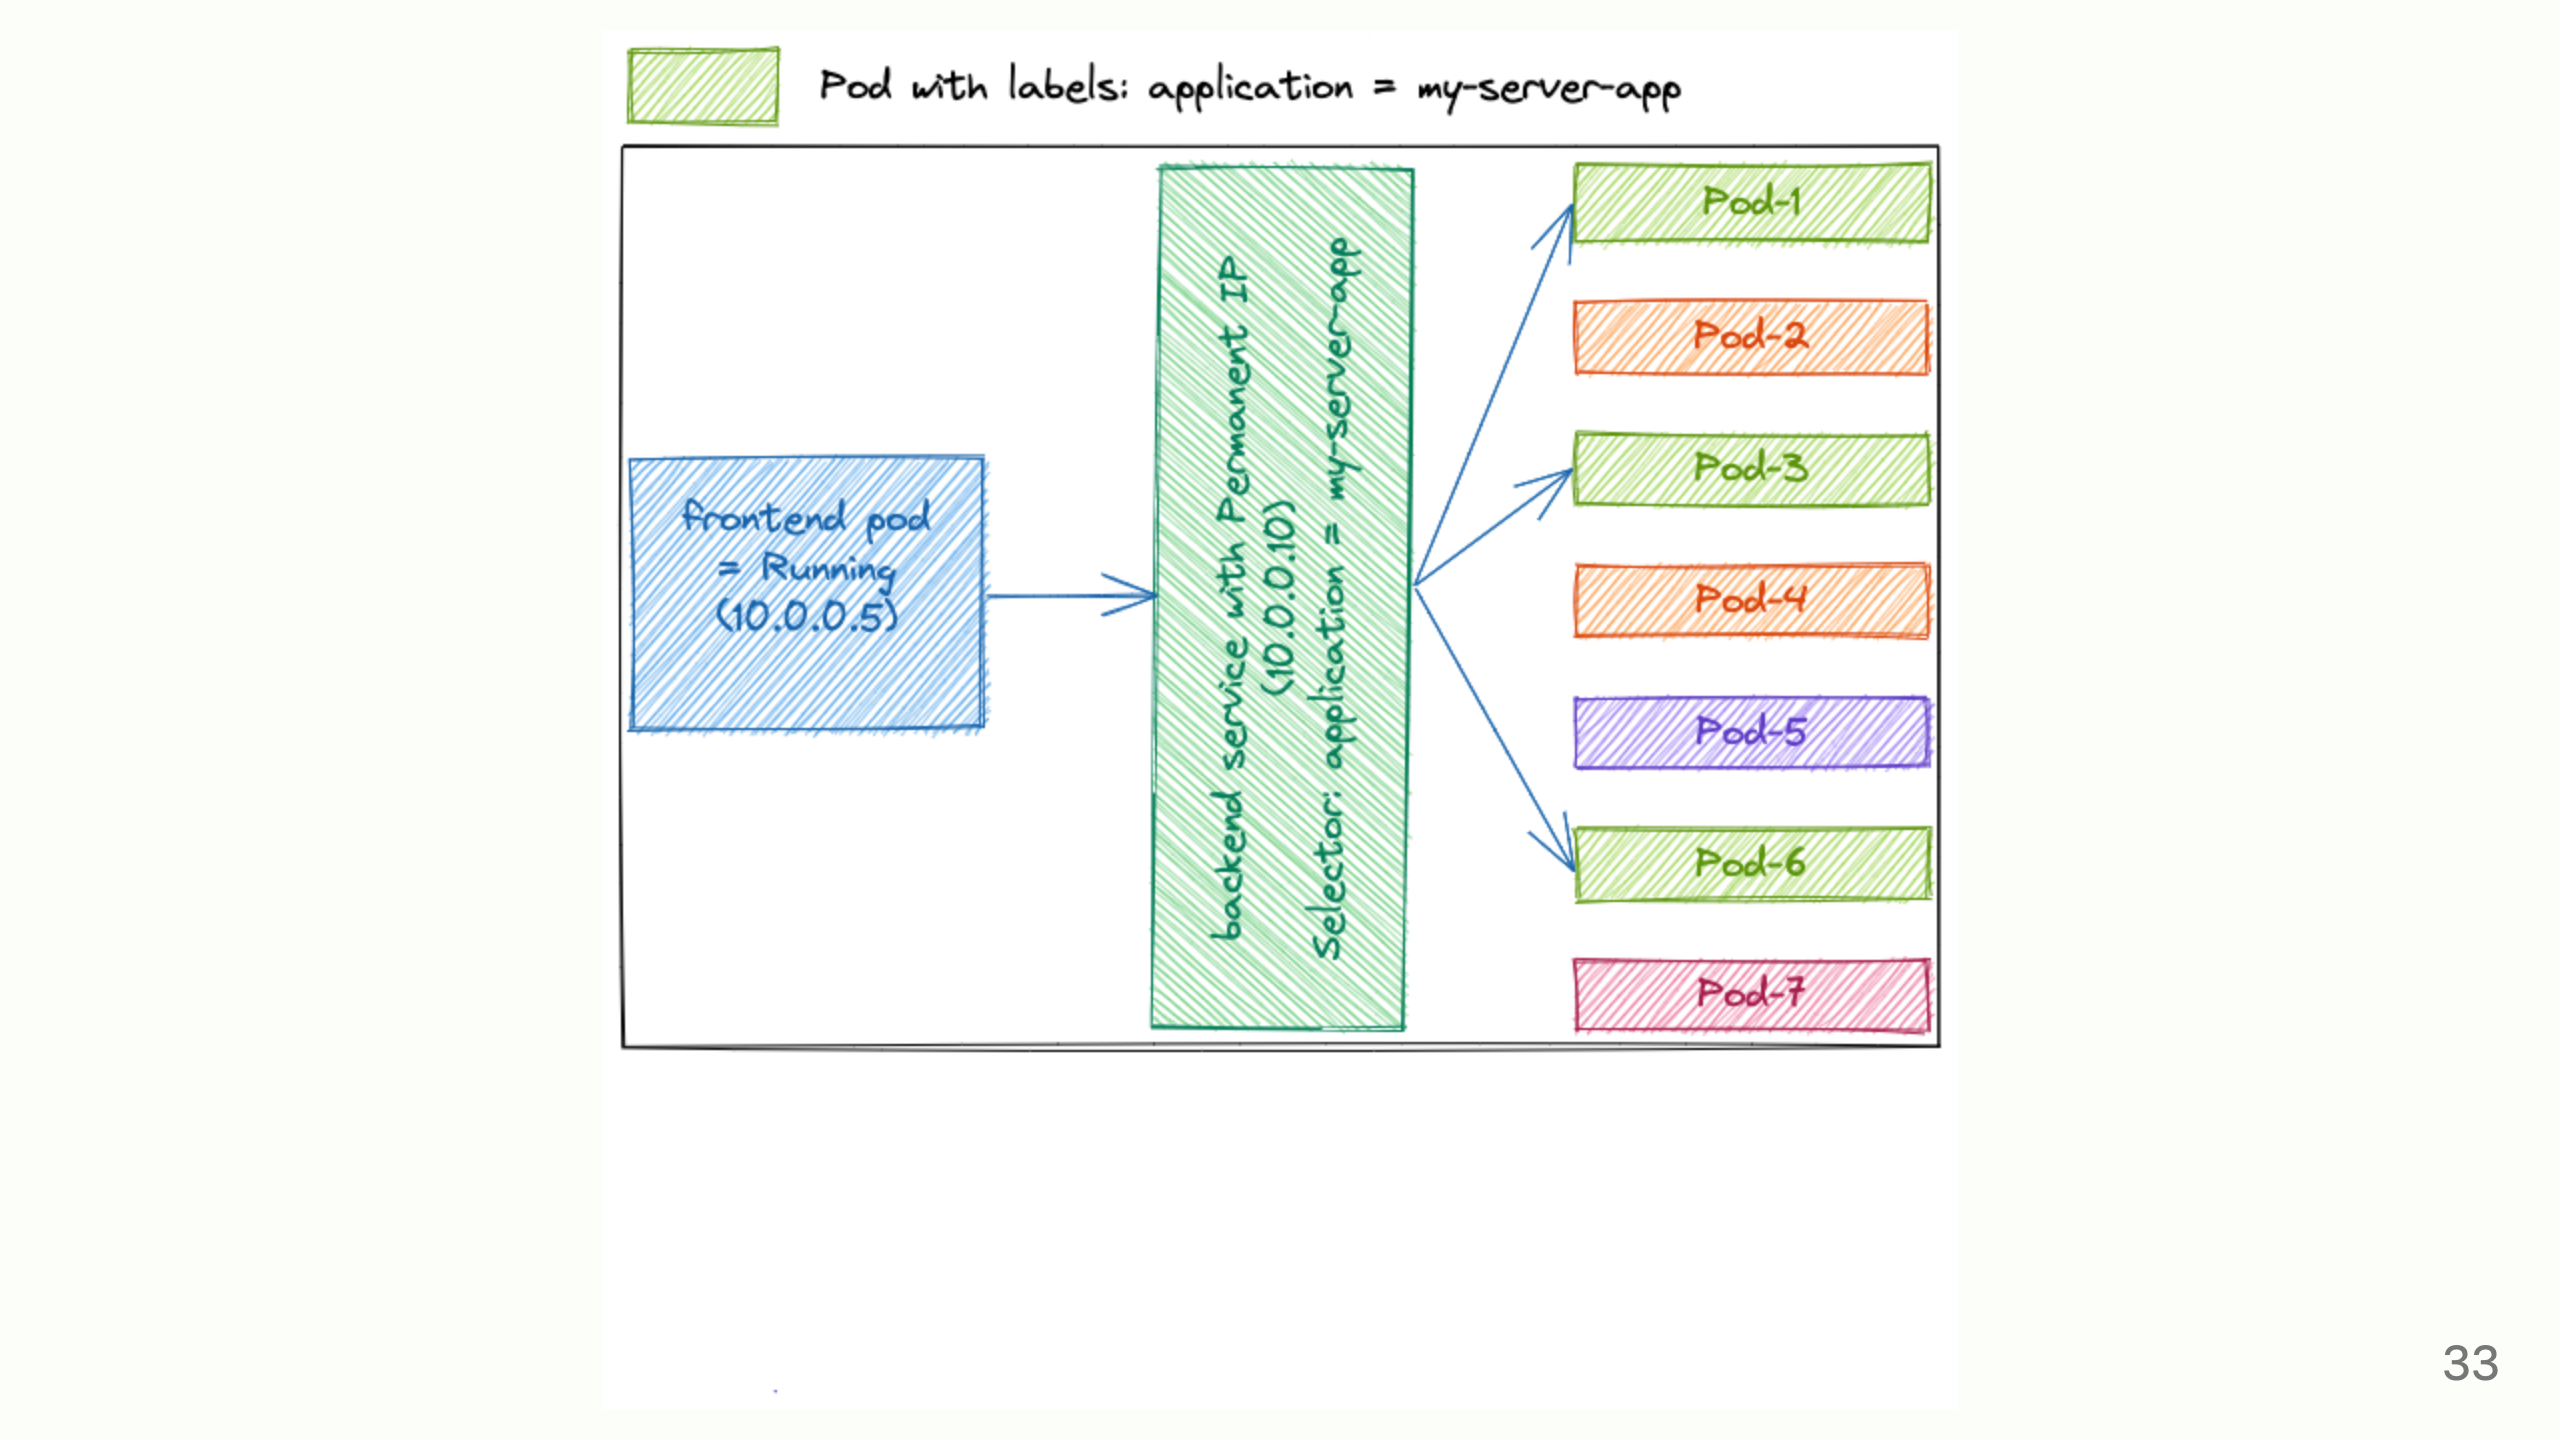 Pod with labels: application = my-server-app
frontend pod
= Running
(10.0.0.5)
backend service with Permanent IP
(10.0.0.10)
Selector: application = my-server-app
Pod-1
Pod-2
Pod-3
Pod-4
Pod-5
Pod-6
Pod-7
33